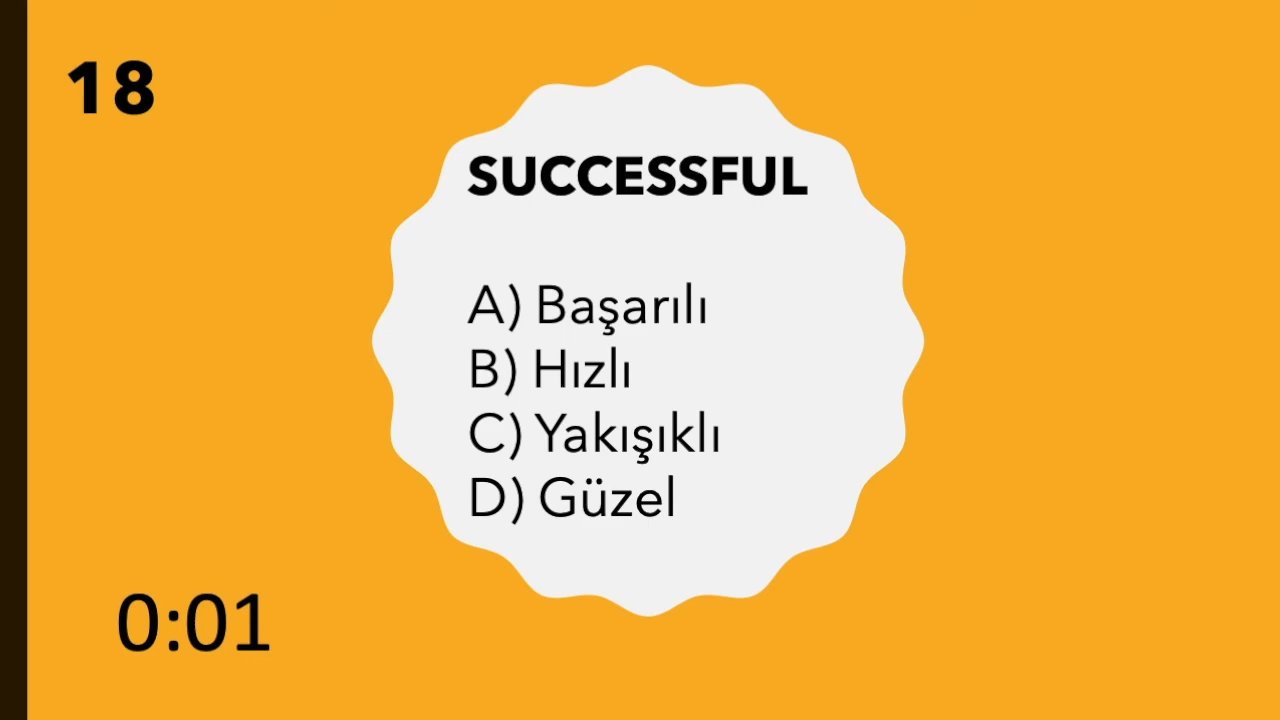 18
SUCCESSFUL
A) Başarılı
B) Hızlı
C) Yakışıklı
D) Güzel
0:01